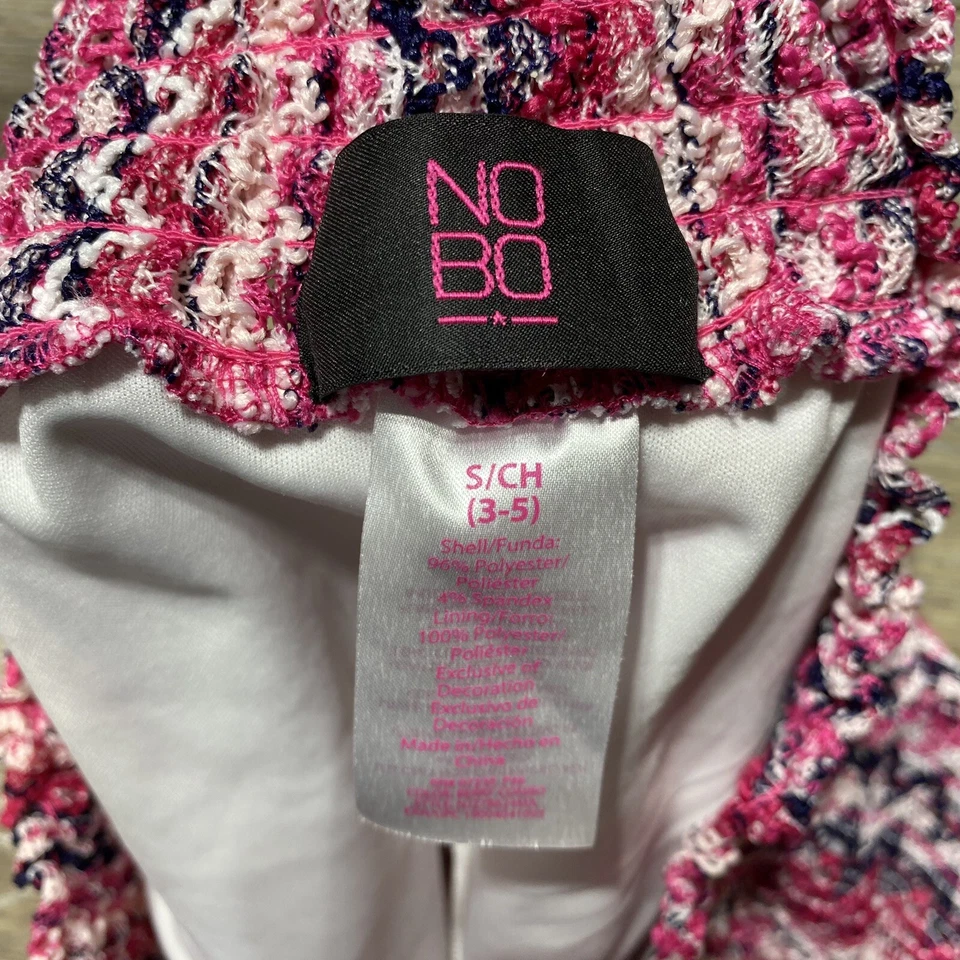 NO
BO
S/CH
(3-5)
Shell/Funda:
96% Polyester/
Poliéster
4% Spandex
Lining/Forro:
100% Polyester/
Poliéster
Exclusive of
Decoration
Exclusivo de
Decoración
Made in/Hecho en
China